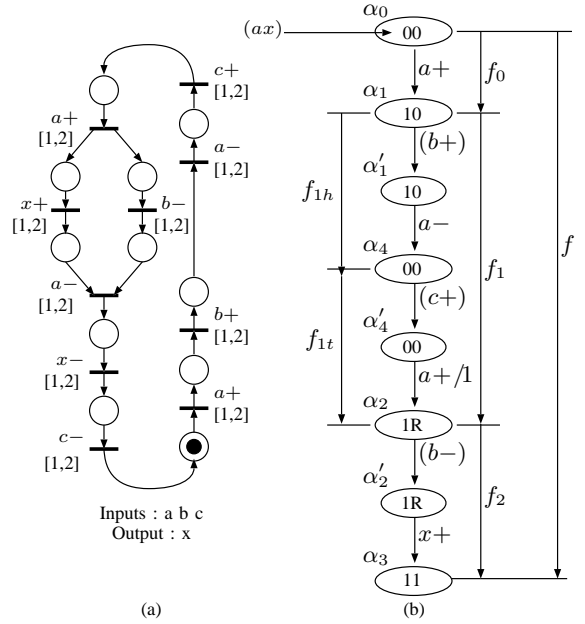 c+
[1,2]
a+
[1,2]
a−
[1,2]
x+
[1,2]
b−
[1,2]
a−
[1,2]
b+
[1,2]
x−
[1,2]
a+
[1,2]
c−
[1,2]
Inputs : a b c
Output : x
(a)
(ax)
α₀
00
a+
f₀
α₁
10
(b+)
α′₁
10
f₁ₕ
a−
f
α₄
00
f₁
(c+)
α′₄
00
f₁ₜ
a+/1
α₂
1R
(b−)
α′₂
1R
f₂
x+
α₃
11
(b)